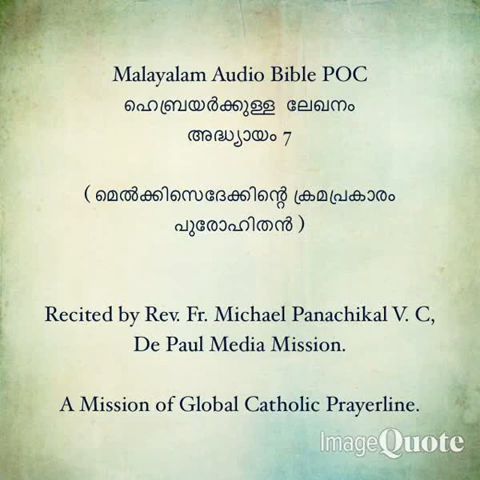 Malayalam Audio Bible POC
ഹെബ്രയർക്കുള്ള ലേഖനം
അദ്ധ്യായം 7
( മെൽക്കിസെദേക്കിന്റെ ക്രമപ്രകാരം
പുരോഹിതൻ )
Recited by Rev. Fr. Michael Panachikal V. C,
De Paul Media Mission.
A Mission of Global Catholic Prayerline.
ImageQuote